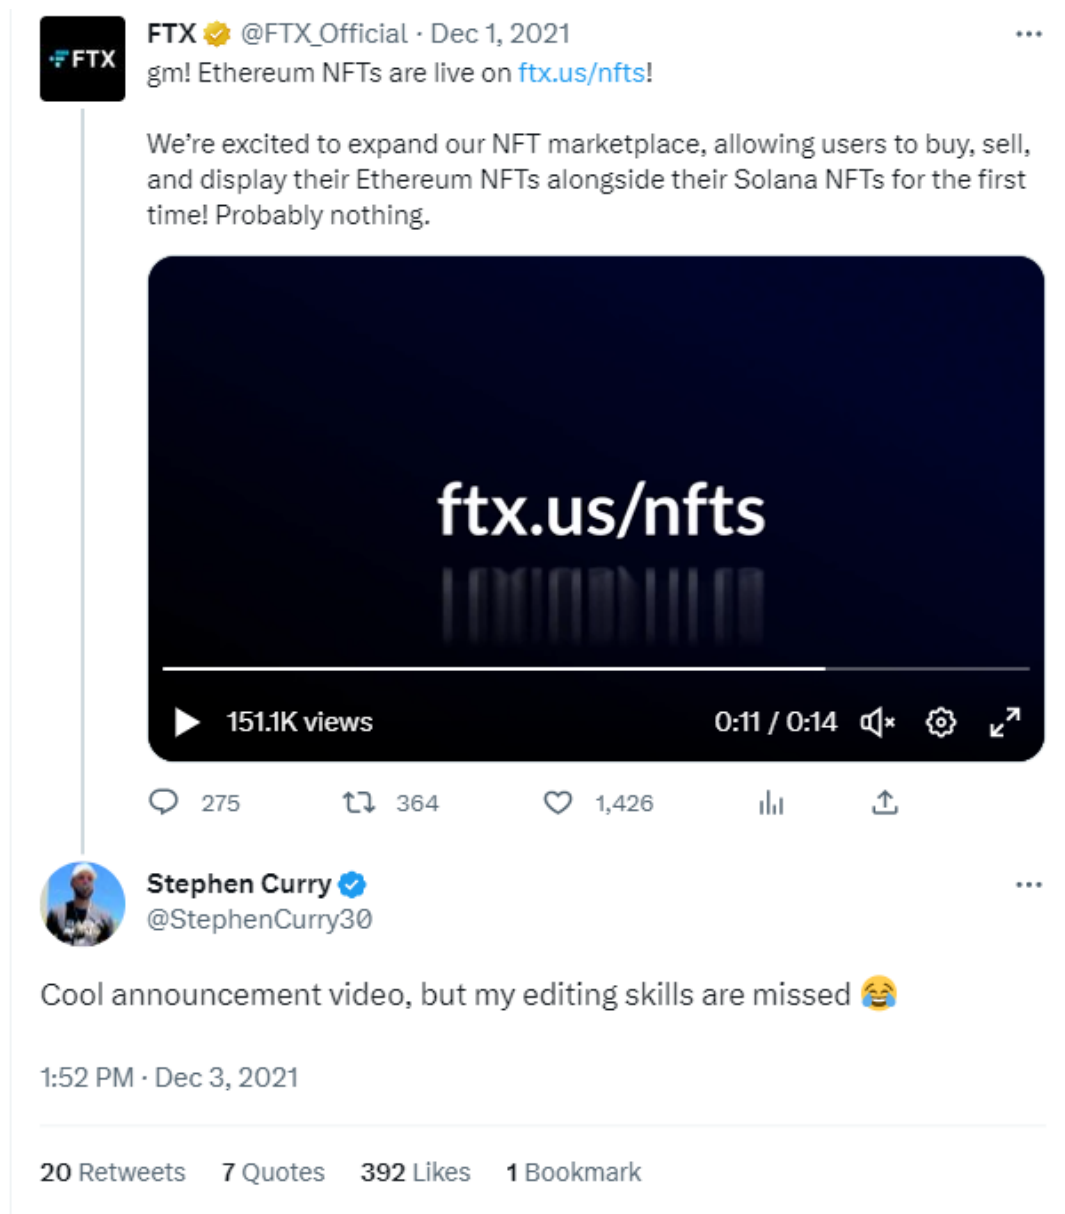 FTX
FTX @FTX_Official · Dec 1, 2021
gm! Ethereum NFTs are live on ftx.us/nfts!
We’re excited to expand our NFT marketplace, allowing users to buy, sell,
and display their Ethereum NFTs alongside their Solana NFTs for the first
time! Probably nothing.
ftx.us/nfts
151.1K views 0:11 / 0:14
275 364 1,426
Stephen Curry
@StephenCurry30
Cool announcement video, but my editing skills are missed 😂
1:52 PM · Dec 3, 2021
20 Retweets 7 Quotes 392 Likes 1 Bookmark